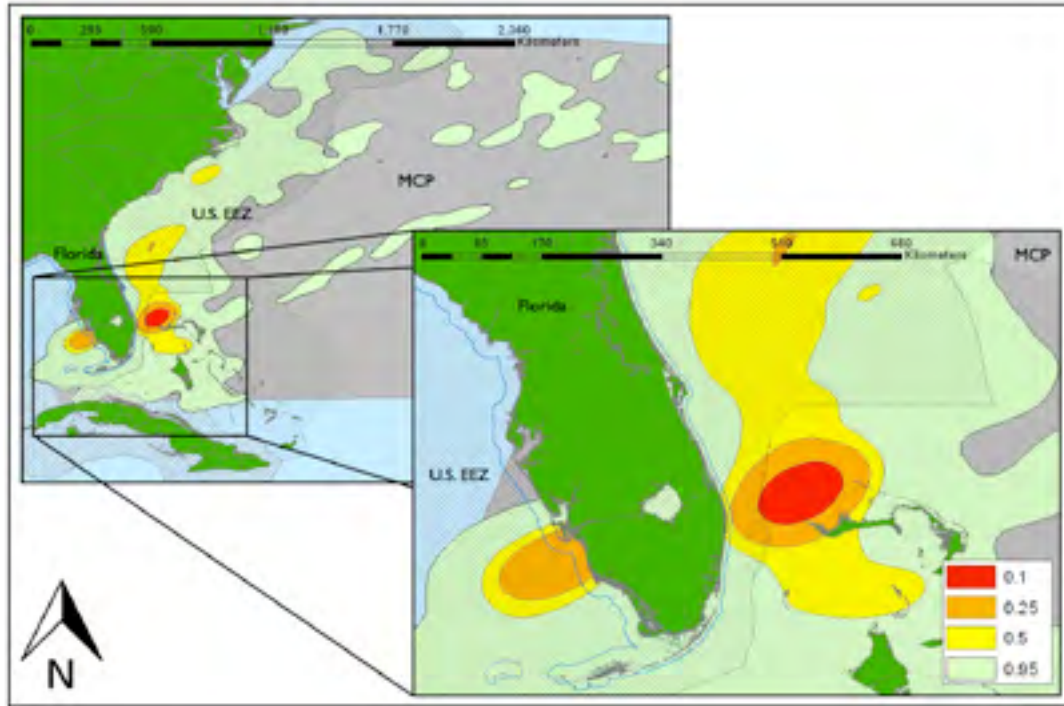 0 295 590 1,180 1,770 2,360
Kilometers
MCP
U.S. EEZ
Florida
0 85 170 340 510 680
Kilometers
MCP
Florida
U.S. EEZ
0.1
0.25
0.5
0.95
N